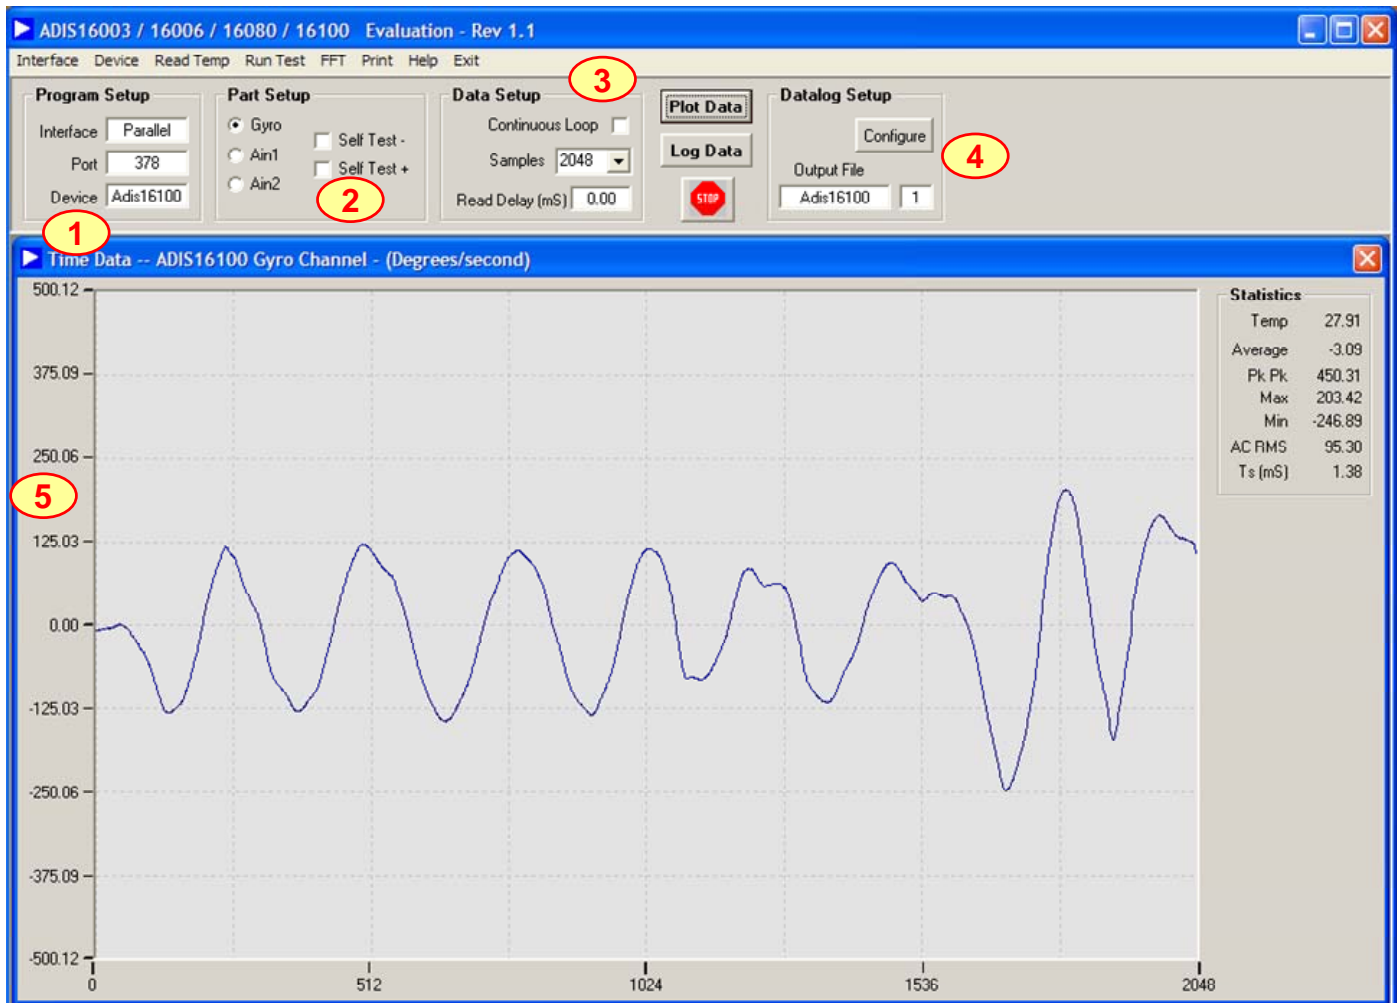 ADIS16003 / 16006 / 16080 / 16100 Evaluation - Rev 1.1
Interface Device Read Temp Run Test FFT Print Help Exit
Program Setup
Interface Parallel
Port 378
Device Adis16100
1
Part Setup
Gyro
Ain1
Ain2
Self Test -
Self Test +
2
Data Setup
3
Continuous Loop
Samples 2048
Read Delay (mS) 0.00
Plot Data
Log Data
STOP
Datalog Setup
Configure
4
Output File
Adis16100 1
Time Data -- ADIS16100 Gyro Channel - (Degrees/second)
500.12
375.09
250.06
5
125.03
0.00
-125.03
-250.06
-375.09
-500.12
0 512 1024 1536 2048
Statistics
Temp 27.91
Average -3.09
Pk Pk 450.31
Max 203.42
Min -246.89
AC RMS 95.30
Ts (mS) 1.38